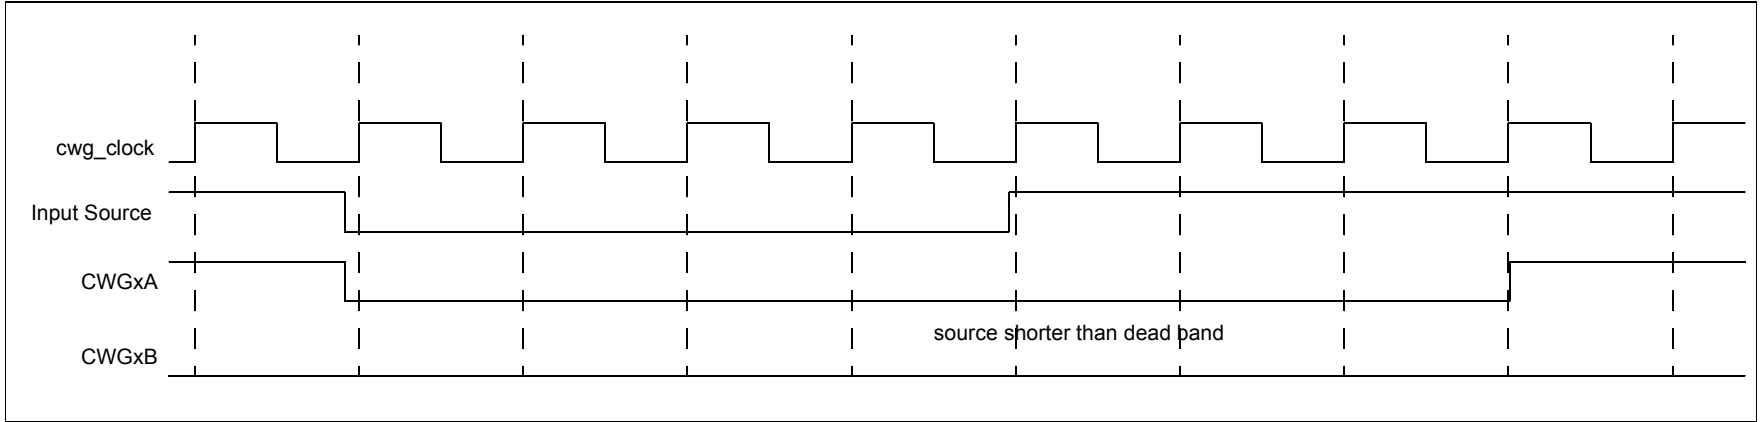 cwg_clock
Input Source
CWGxA
source shorter than dead band
CWGxB